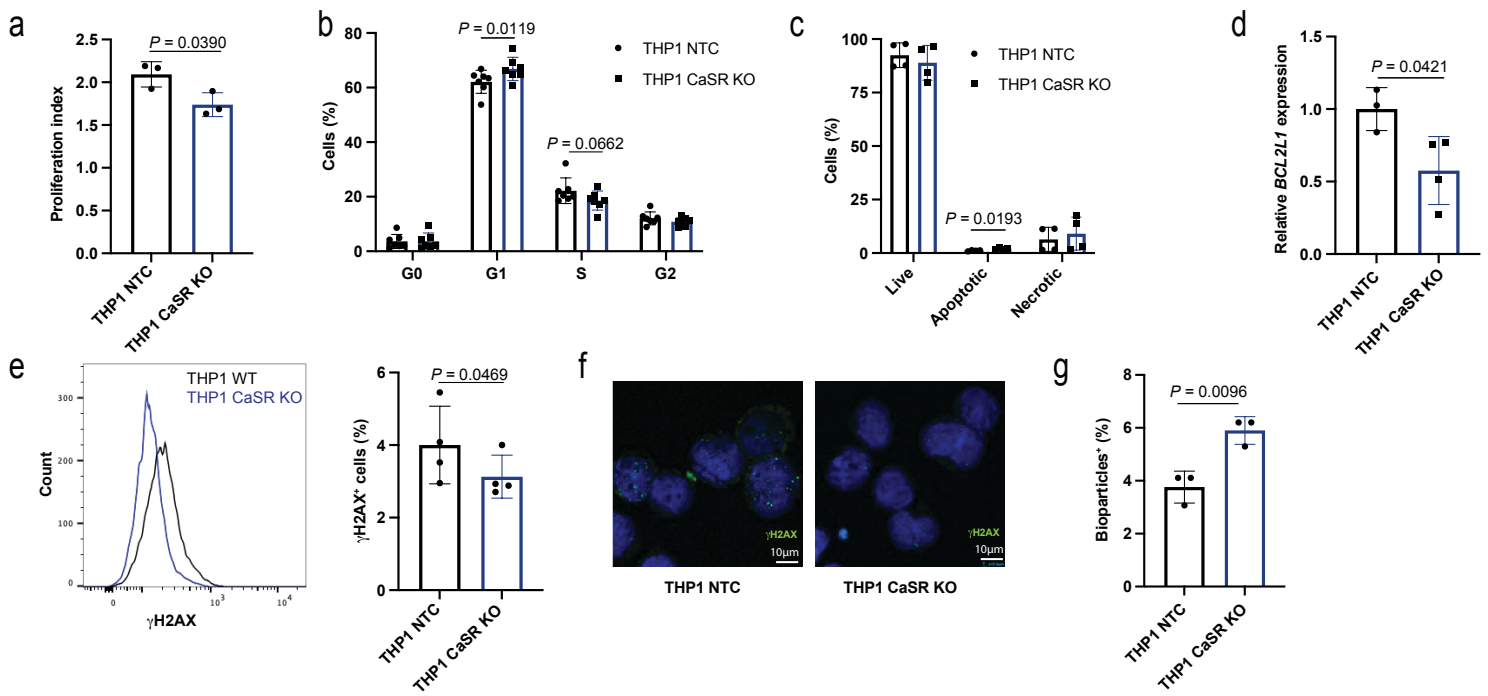 a
2.5
2.0
1.5
1.0
0.5
0.0
Proliferation index
P = 0.0390
THP1 NTC
THP1 CaSR KO
b
80
60
40
20
0
Cells (%)
P = 0.0119
P = 0.0662
THP1 NTC
THP1 CaSR KO
G0 G1 S G2
c
100
75
50
25
0
Cells (%)
P = 0.0193
THP1 NTC
THP1 CaSR KO
Live
Apoptotic
Necrotic
d
1.5
1.0
0.5
0.0
Relative BCL2L1 expression
P = 0.0421
THP1 NTC
THP1 CaSR KO
e
THP1 WT
THP1 CaSR KO
300
200
100
0
Count
0 10³ 10⁴
γH2AX
6
4
2
0
γH2AX⁺ cells (%)
P = 0.0469
THP1 NTC
THP1 CaSR KO
f
γH2AX
10μm
THP1 NTC
γH2AX
10μm
THP1 CaSR KO
g
8
6
4
2
0
Bioparticles⁺ (%)
P = 0.0096
THP1 NTC
THP1 CaSR KO